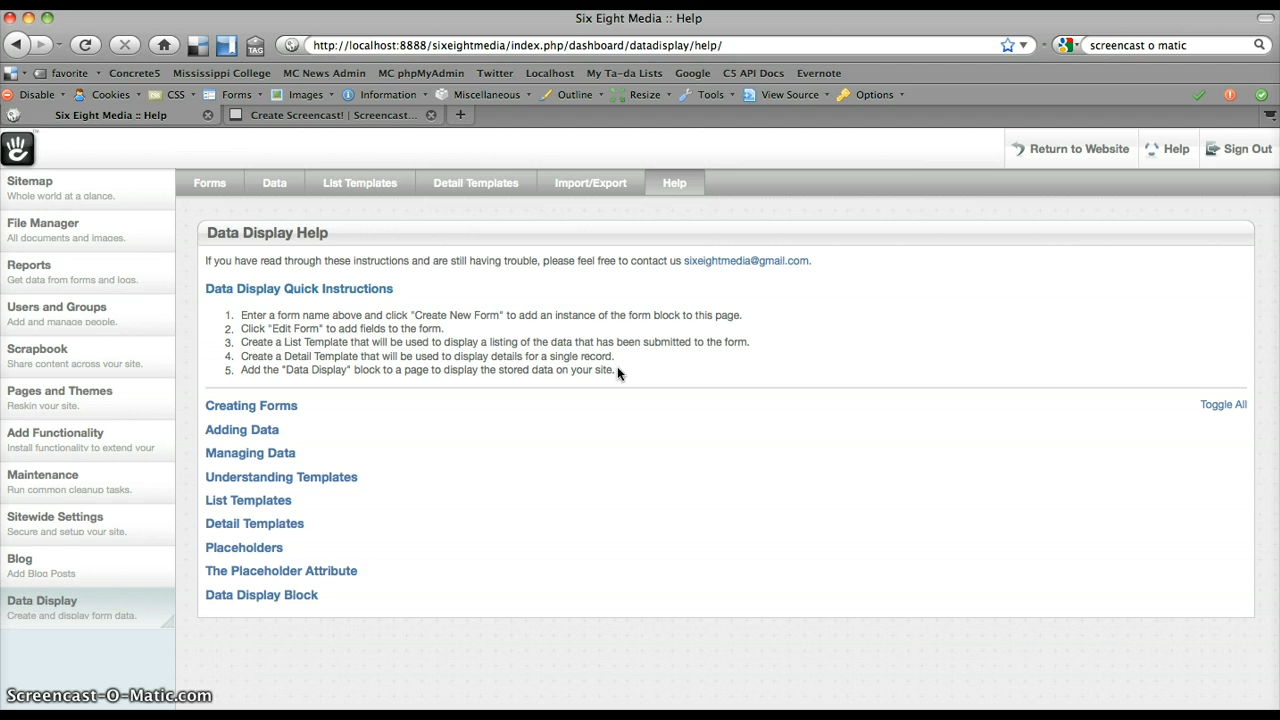 Six Eight Media :: Help
http://localhost:8888/sixeightmedia/index.php/dashboard/datadisplay/help/
screencast o matic
TAG
favorite Concrete5 Mississippi College MC News Admin MC phpMyAdmin Twitter Localhost My Ta-da Lists Google C5 API Docs Evernote
Disable Cookies CSS Forms Images Information Miscellaneous Outline Resize Tools View Source Options
Six Eight Media :: Help Create Screencast! | Screencast...
Return to Website Help Sign Out
Forms Data List Templates Detail Templates Import/Export Help
Sitemap
Whole world at a glance.
File Manager
All documents and images.
Reports
Get data from forms and logs.
Users and Groups
Add and manage people.
Scrapbook
Share content across your site.
Pages and Themes
Reskin your site.
Add Functionality
Install functionality to extend your
Maintenance
Run common cleanup tasks.
Sitewide Settings
Secure and setup your site.
Blog
Add Blog Posts
Data Display
Create and display form data.
Data Display Help
If you have read through these instructions and are still having trouble, please feel free to contact us sixeightmedia@gmail.com.
Data Display Quick Instructions
1. Enter a form name above and click "Create New Form" to add an instance of the form block to this page.
2. Click "Edit Form" to add fields to the form.
3. Create a List Template that will be used to display a listing of the data that has been submitted to the form.
4. Create a Detail Template that will be used to display details for a single record.
5. Add the "Data Display" block to a page to display the stored data on your site.
Creating Forms
Toggle All
Adding Data
Managing Data
Understanding Templates
List Templates
Detail Templates
Placeholders
The Placeholder Attribute
Data Display Block
Screencast-O-Matic.com